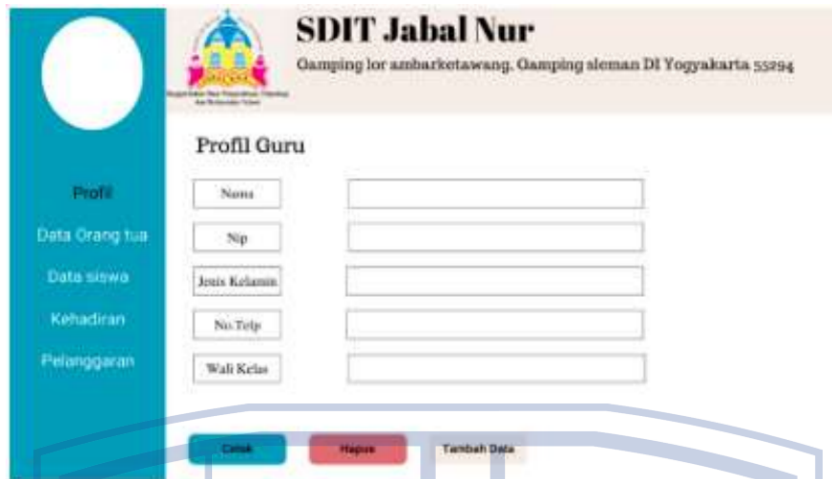 SDIT Jabal Nur
Gamping lor ambarketawang, Gamping sleman DI Yogyakarta 55294
Profil Guru
Profil
Data Orang tua
Data siswa
Kehadiran
Pelanggaran
Nama
Nip
Jenis Kelamin
No.Telp
Wali Kelas
Cetak
Hapus
Tambah Data